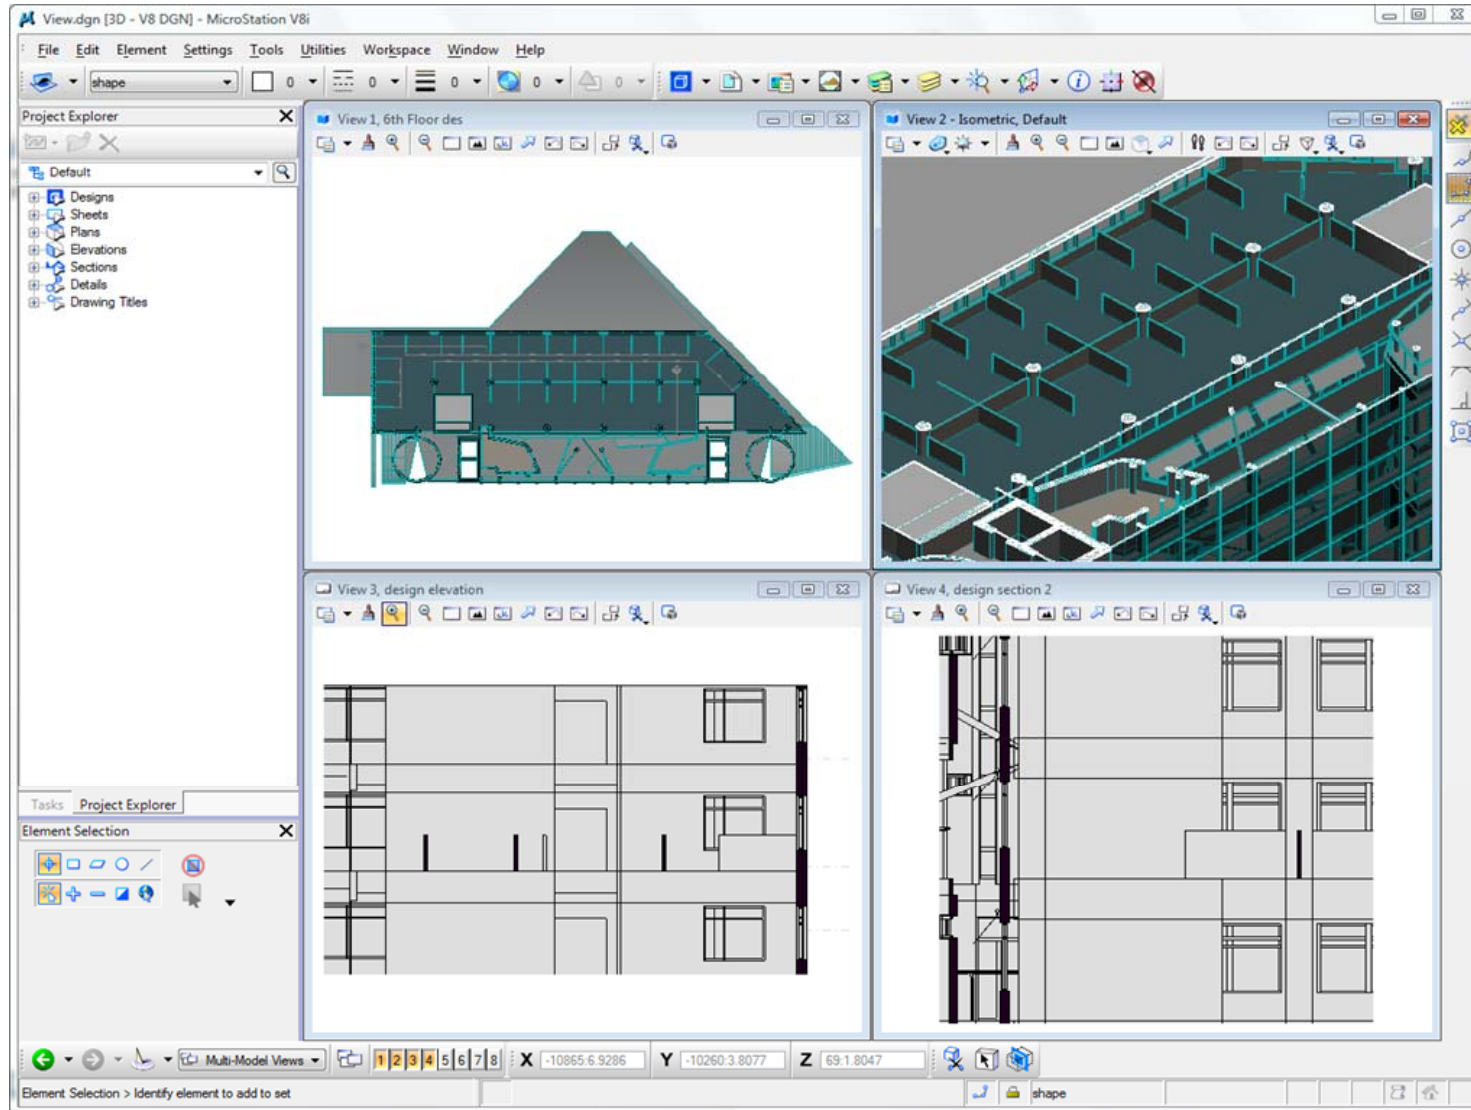 View.dgn [3D - V8 DGN] - MicroStation V8i
File Edit Element Settings Tools Utilities Workspace Window Help
shape 0 0 0 0 0
Project Explorer
Default
Designs
Sheets
Plans
Elevations
Sections
Details
Drawing Titles
View 1, 6th Floor des
View 2 - Isometric, Default
View 3, design elevation
View 4, design section 2
Tasks Project Explorer
Element Selection
Multi-Model Views 1 2 3 4 5 6 7 8 X -10865:6.9286 Y -10260:3.8077 Z 69:1.8047
Element Selection > Identify element to add to set shape